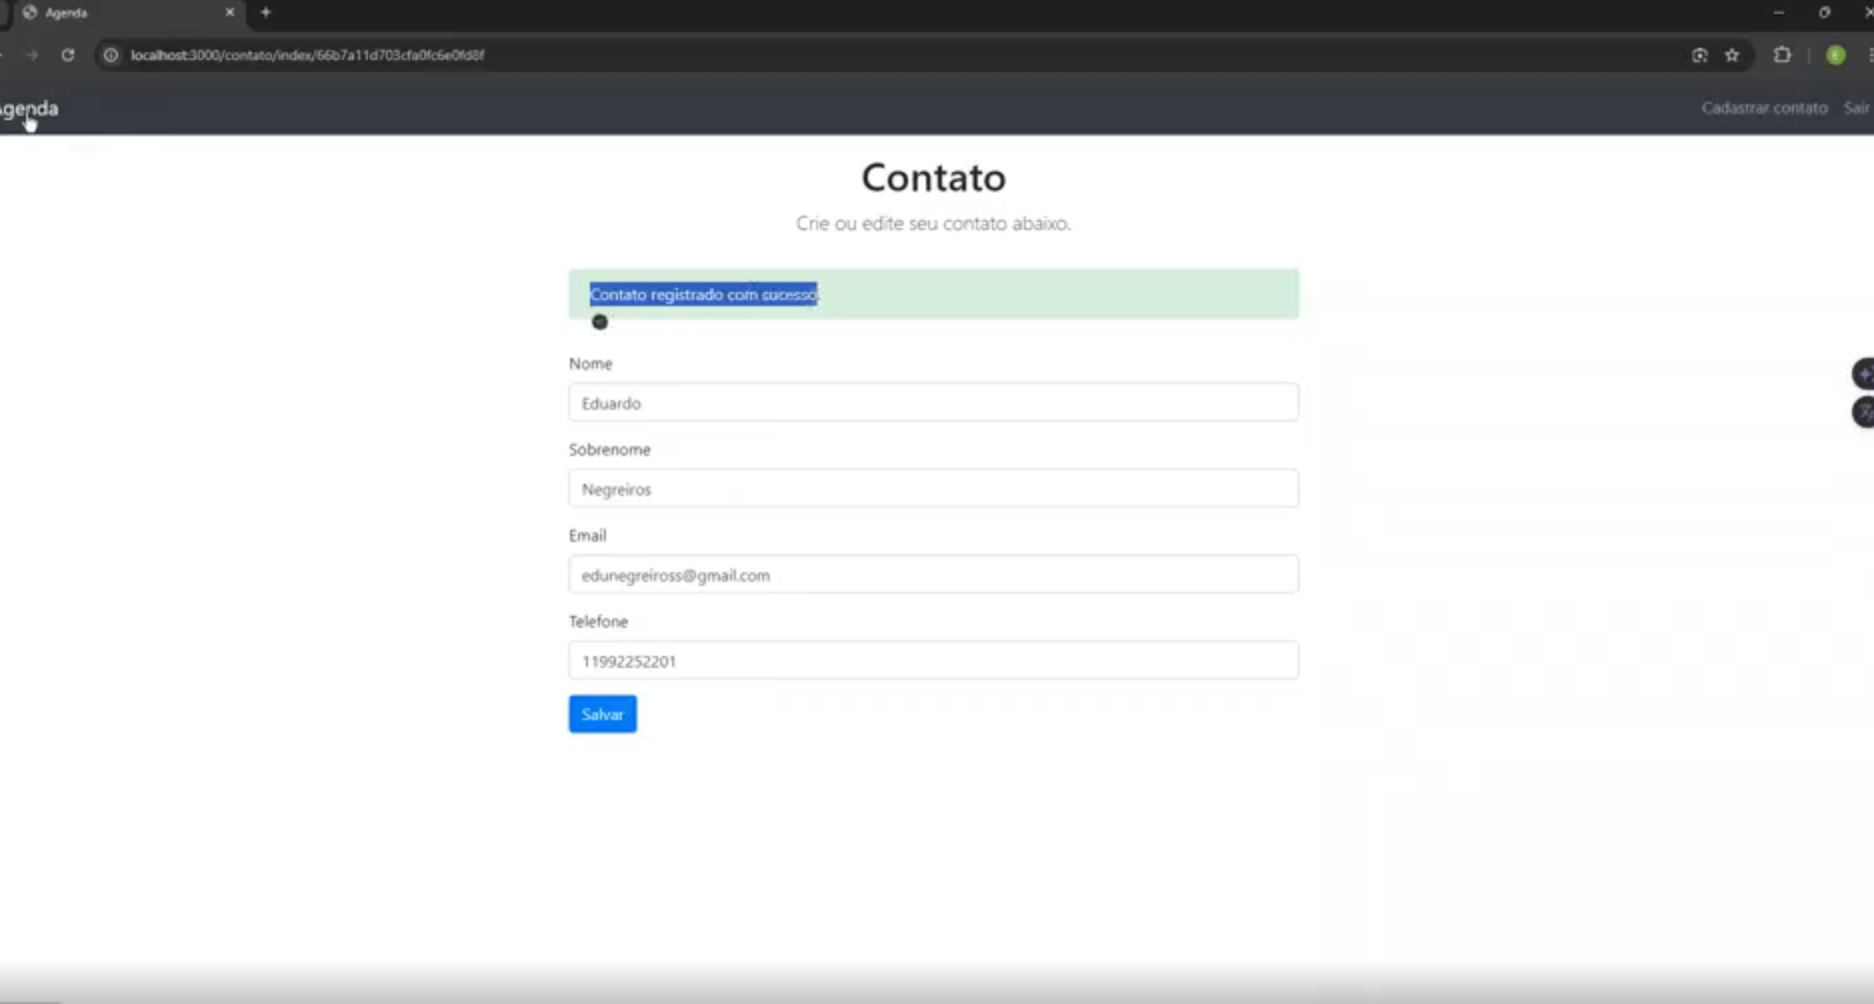 Agenda
localhost:3000/contato/index/66b7a11d703cfa0fc6e0fd8f
Agenda
Cadastrar contato Sair
Contato
Crie ou edite seu contato abaixo.
Contato registrado com sucesso.
Nome
Eduardo
Sobrenome
Negreiros
Email
edunegreiross@gmail.com
Telefone
11992252201
Salvar